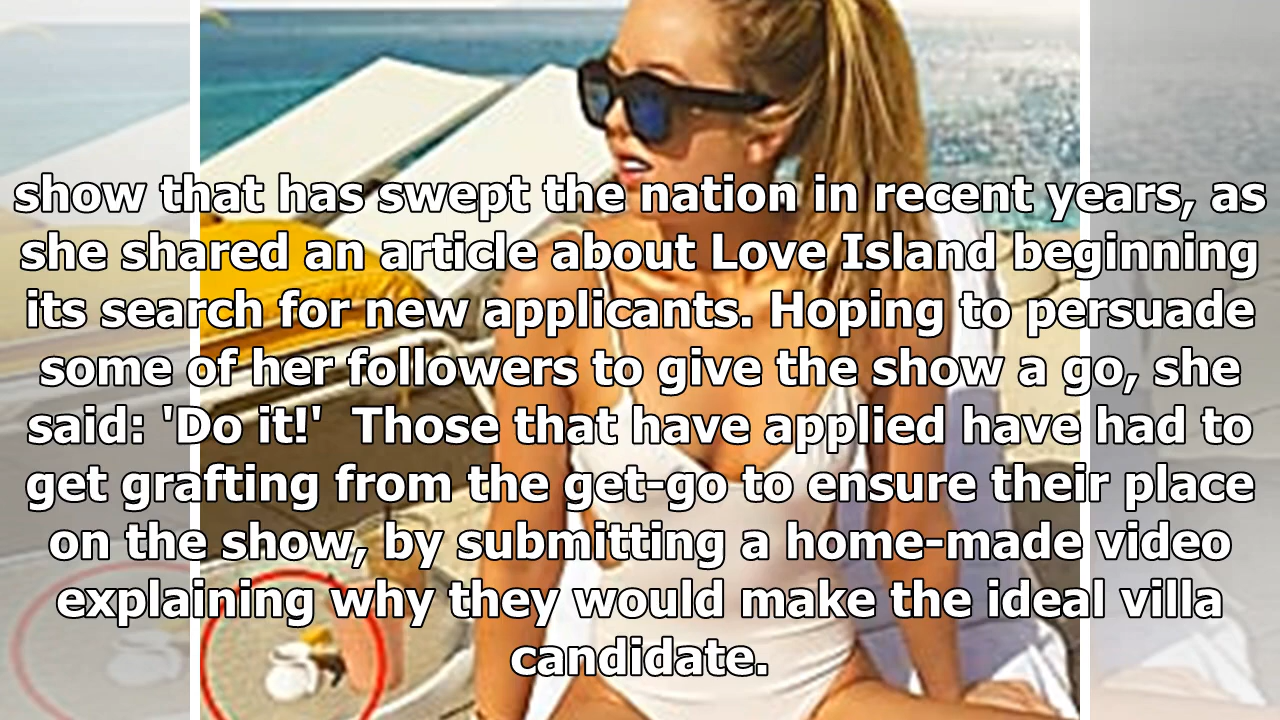 show that has swept the nation in recent years, as
she shared an article about Love Island beginning
its search for new applicants. Hoping to persuade
some of her followers to give the show a go, she
said: 'Do it!'  Those that have applied have had to
get grafting from the get-go to ensure their place
on the show, by submitting a home-made video
explaining why they would make the ideal villa
candidate.